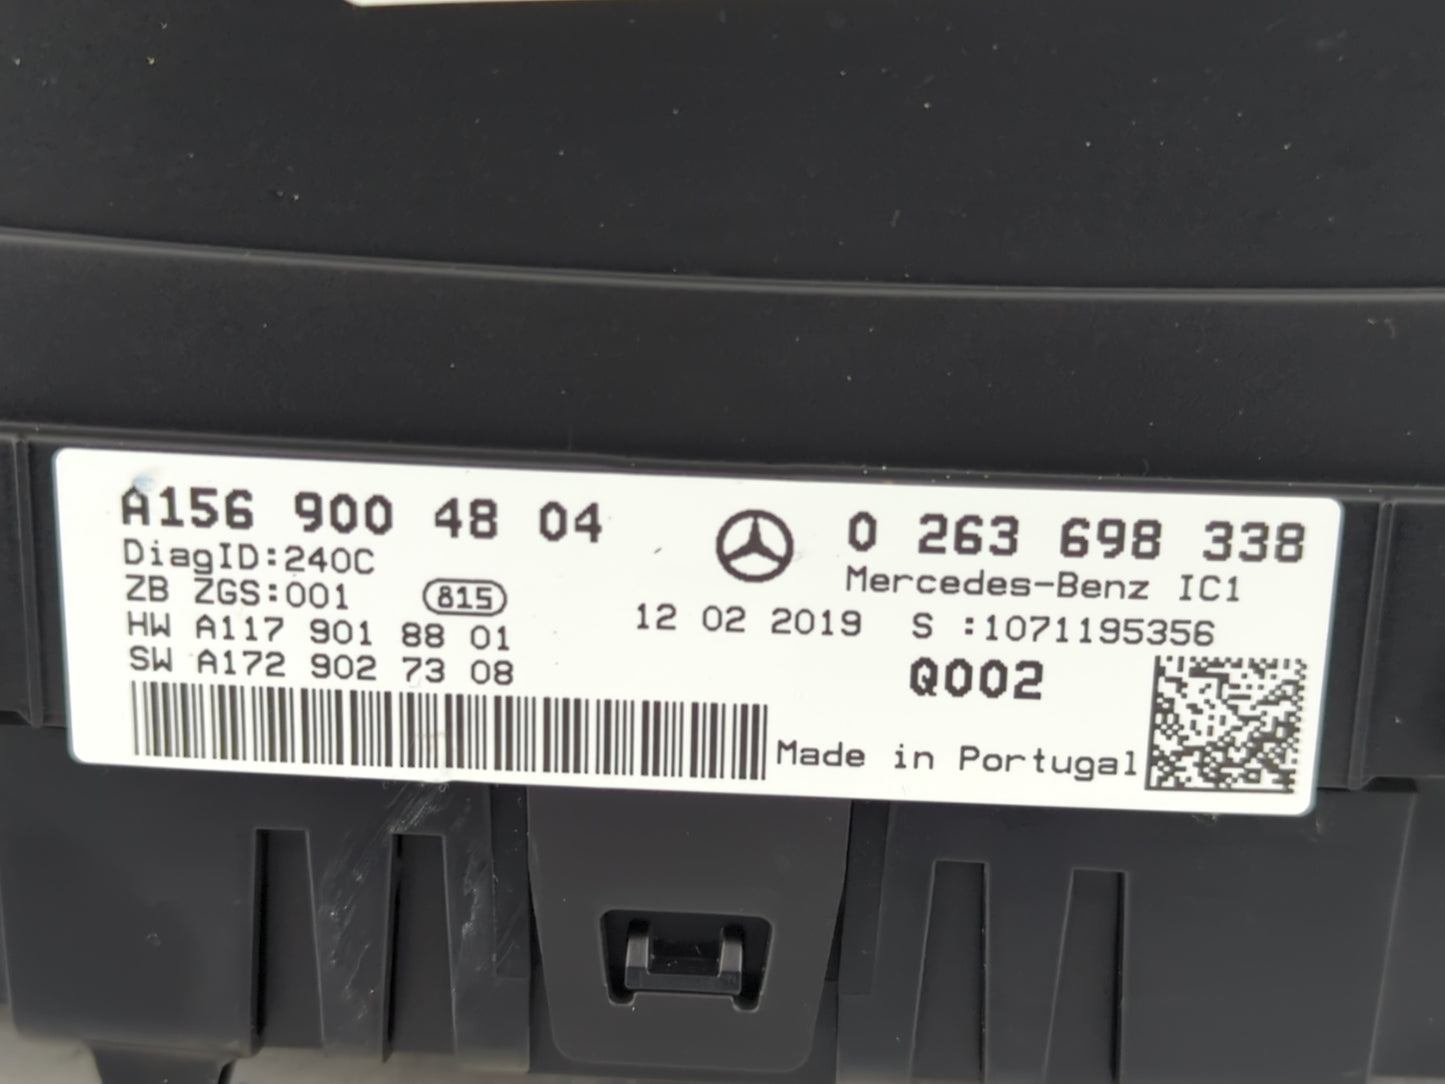 A156 900 48 04
DiagID:240C
ZB ZGS:001 815
HW A117 901 88 01
SW A172 902 73 08
0 263 698 338
Mercedes-Benz IC1
12 02 2019 S :1071195356
Q002
Made in Portugal